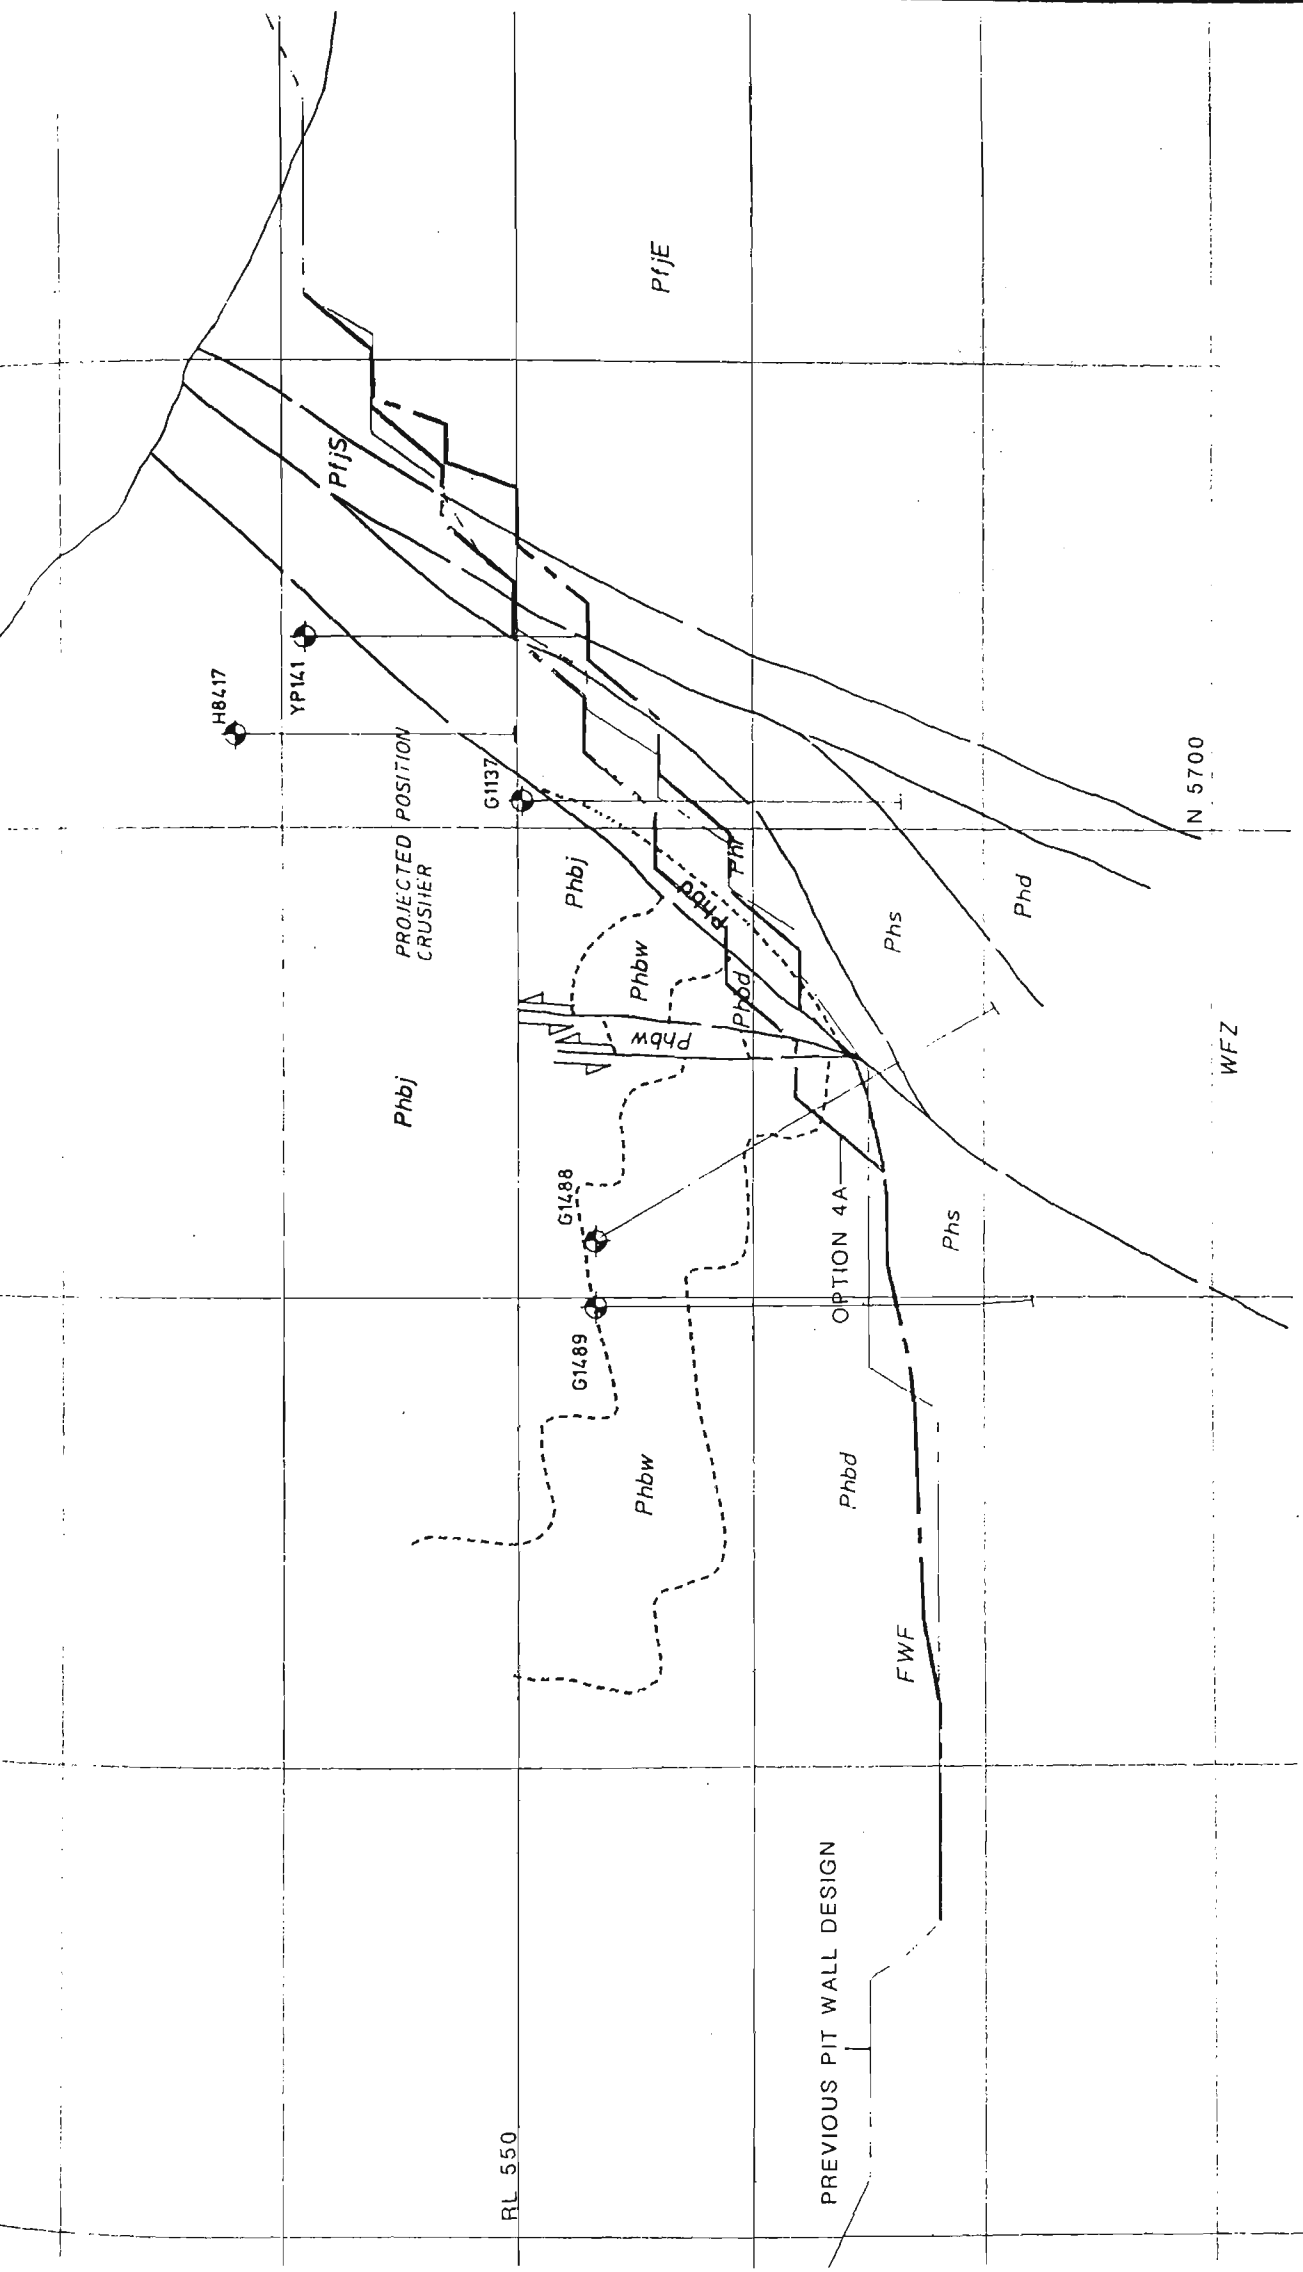 RL 550
PREVIOUS PIT WALL DESIGN
FWF
Phbw
Phbd
G1489
G1488
OPTION 4A
Phs
Phbj
Phbw
Phbw
Phbd
Phbd
Phbj
PROJECTED POSITION
CRUSHER
WFZ
Phs
Phd
N 5700
G1137
H8417
YP141
PfjS
PfjE